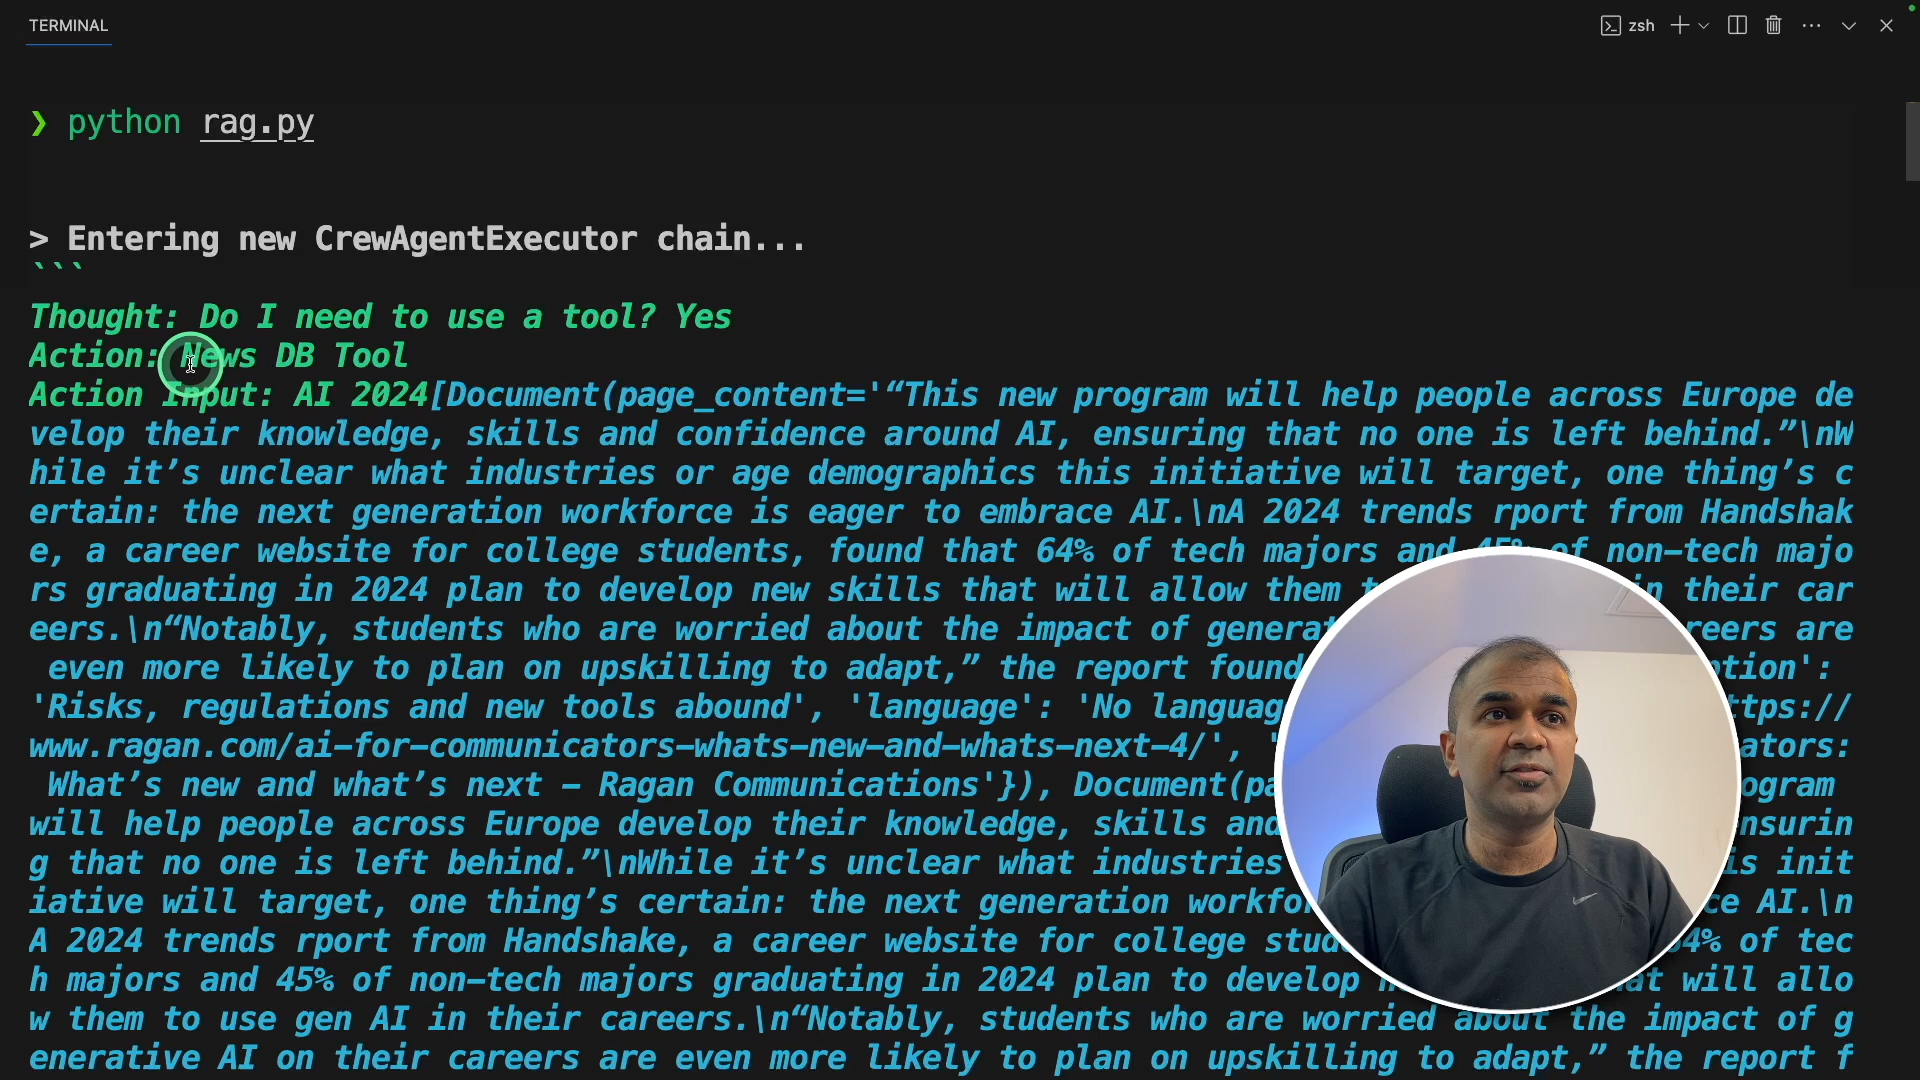 TERMINAL
zsh
❯ python rag.py
> Entering new CrewAgentExecutor chain...
```
Thought: Do I need to use a tool? Yes
Action: News DB Tool
Action Input: AI 2024[Document(page_content='“This new program will help people across Europe de
velop their knowledge, skills and confidence around AI, ensuring that no one is left behind.”\nW
hile it’s unclear what industries or age demographics this initiative will target, one thing’s c
ertain: the next generation workforce is eager to embrace AI.\nA 2024 trends rport from Handshak
e, a career website for college students, found that 64% of tech majors and 45% of non-tech majo
rs graduating in 2024 plan to develop new skills that will allow them in their car
eers.\n“Notably, students who are worried about the impact of generat reers are
even more likely to plan on upskilling to adapt,” the report found tion':
'Risks, regulations and new tools abound', 'language': 'No languag ttps://
www.ragan.com/ai-for-communicators-whats-new-and-whats-next-4/', ' ators:
What’s new and what’s next – Ragan Communications'}), Document(pa ogram
will help people across Europe develop their knowledge, skills and nsurin
g that no one is left behind.”\nWhile it’s unclear what industries is init
iative will target, one thing’s certain: the next generation workfor ce AI.\n
A 2024 trends rport from Handshake, a career website for college stud 64% of tec
h majors and 45% of non-tech majors graduating in 2024 plan to develop at will allo
w them to use gen AI in their careers.\n“Notably, students who are worried about the impact of g
enerative AI on their careers are even more likely to plan on upskilling to adapt,” the report f